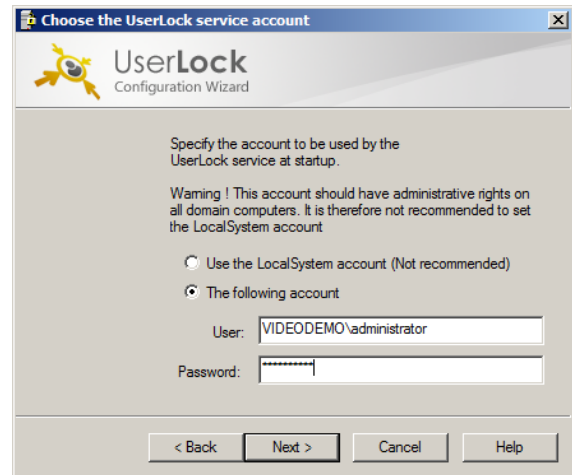 Choose the UserLock service account
UserLock
Configuration Wizard
Specify the account to be used by the
UserLock service at startup.
Warning ! This account should have administrative rights on
all domain computers. It is therefore not recommended to set
the LocalSystem account
Use the LocalSystem account (Not recommended)
The following account
User: VIDEODEMO\administrator
Password: **********
< Back Next > Cancel Help